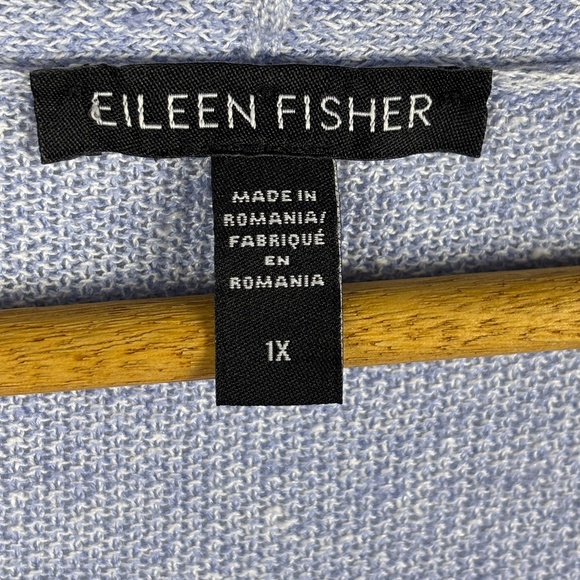 EILEEN FISHER
MADE IN
ROMANIA/
FABRIQUÉ
EN
ROMANIA
1X